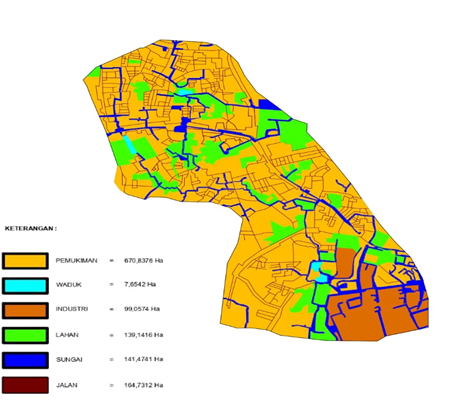 KETERANGAN :
PEMUKIMAN = 670,8376 Ha
WADUK = 7,6542 Ha
INDUSTRI = 99,0574 Ha
LAHAN = 139,1416 Ha
SUNGAI = 141,4741 Ha
JALAN = 164,7312 Ha